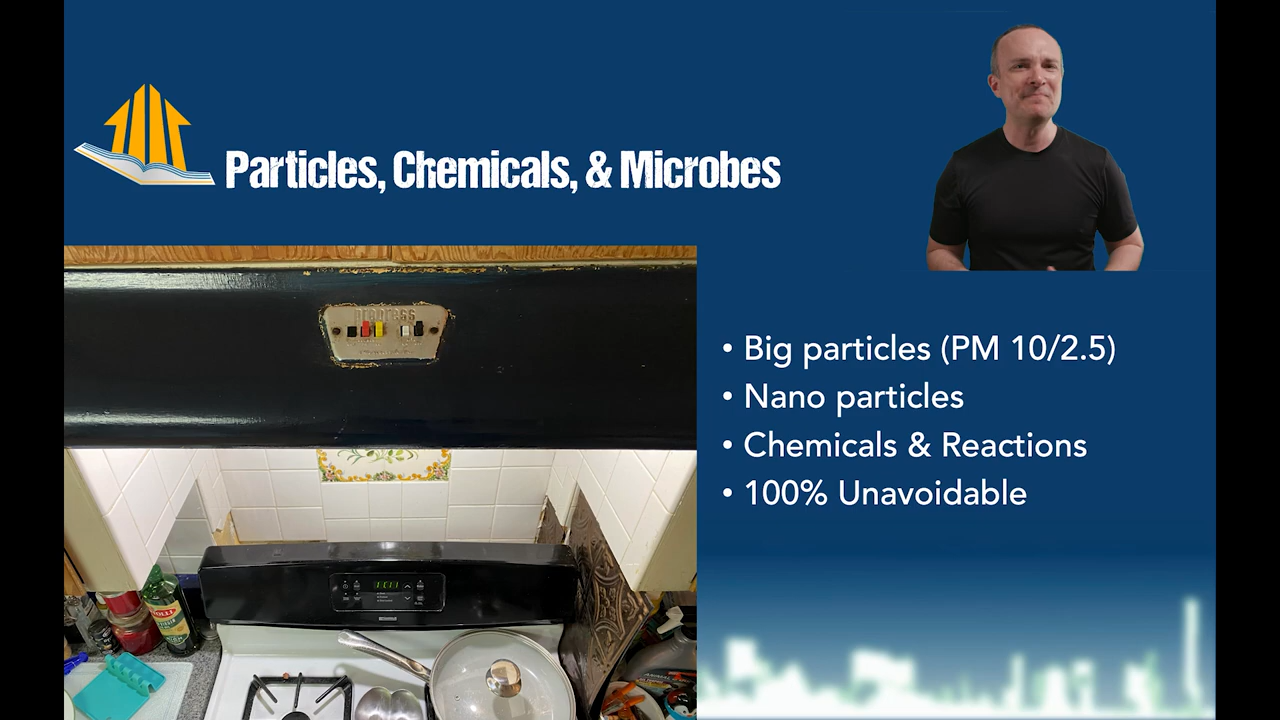 Particles, Chemicals, & Microbes
• Big particles (PM 10/2.5)
• Nano particles
• Chemicals & Reactions
• 100% Unavoidable